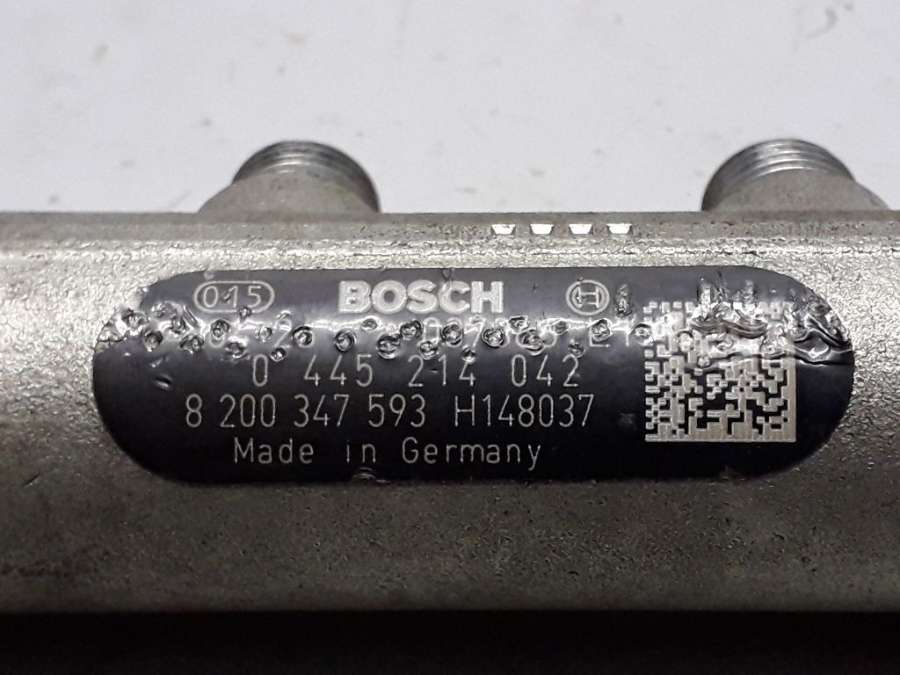 015 BOSCH H
0 445 214 042
8 200 347 593 H148037
Made in Germany